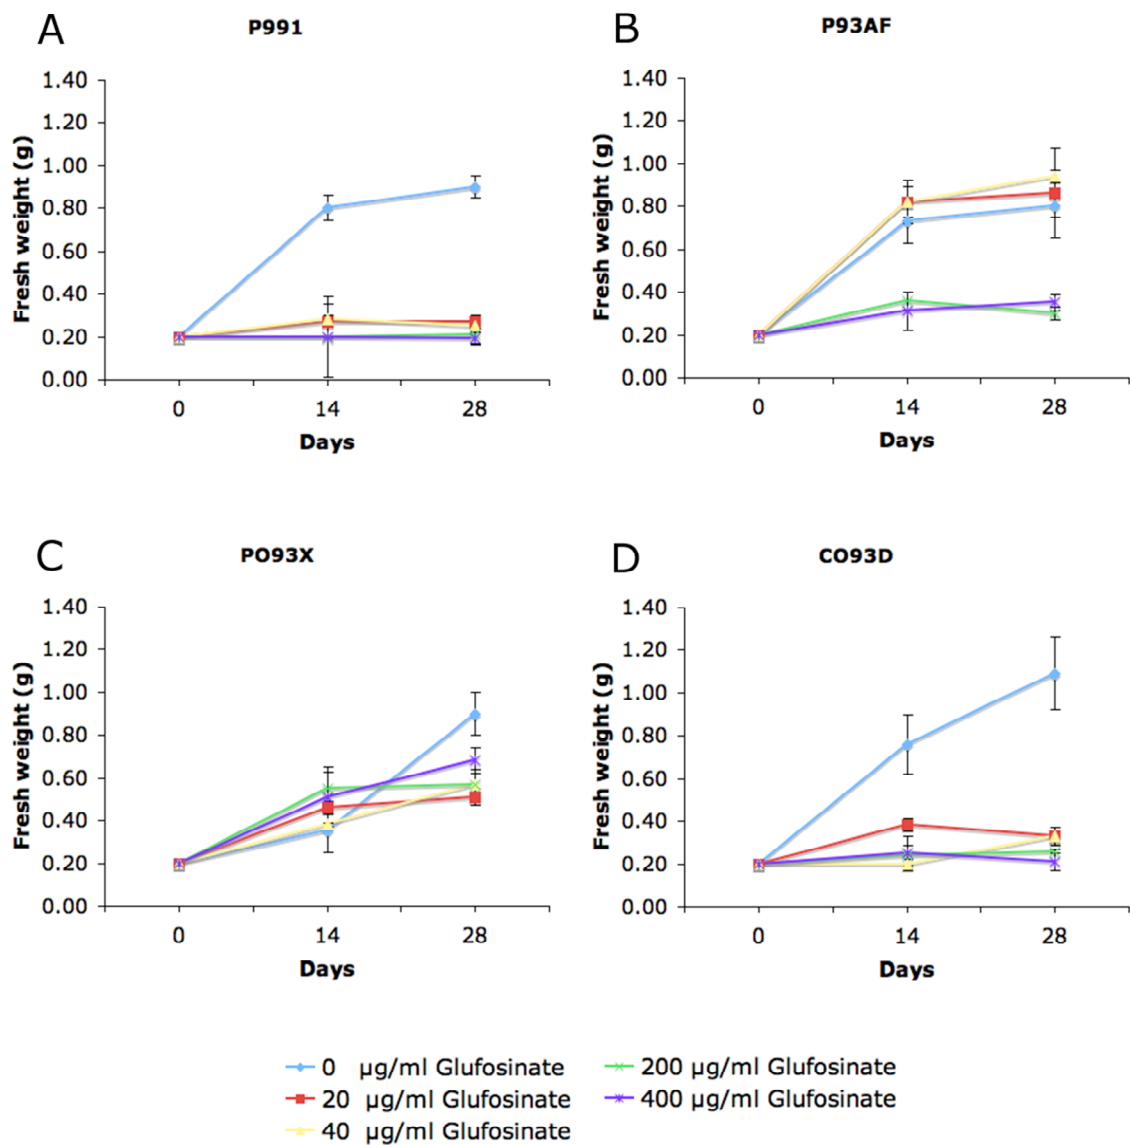 A
P991
1.40
1.20
1.00
0.80
0.60
0.40
0.20
0.00
Fresh weight (g)
0 14 28
Days
B
P93AF
1.40
1.20
1.00
0.80
0.60
0.40
0.20
0.00
Fresh weight (g)
0 14 28
Days
C
PO93X
1.40
1.20
1.00
0.80
0.60
0.40
0.20
0.00
Fresh weight (g)
0 14 28
Days
D
CO93D
1.40
1.20
1.00
0.80
0.60
0.40
0.20
0.00
Fresh weight (g)
0 14 28
Days
0 µg/ml Glufosinate
20 µg/ml Glufosinate
40 µg/ml Glufosinate
200 µg/ml Glufosinate
400 µg/ml Glufosinate